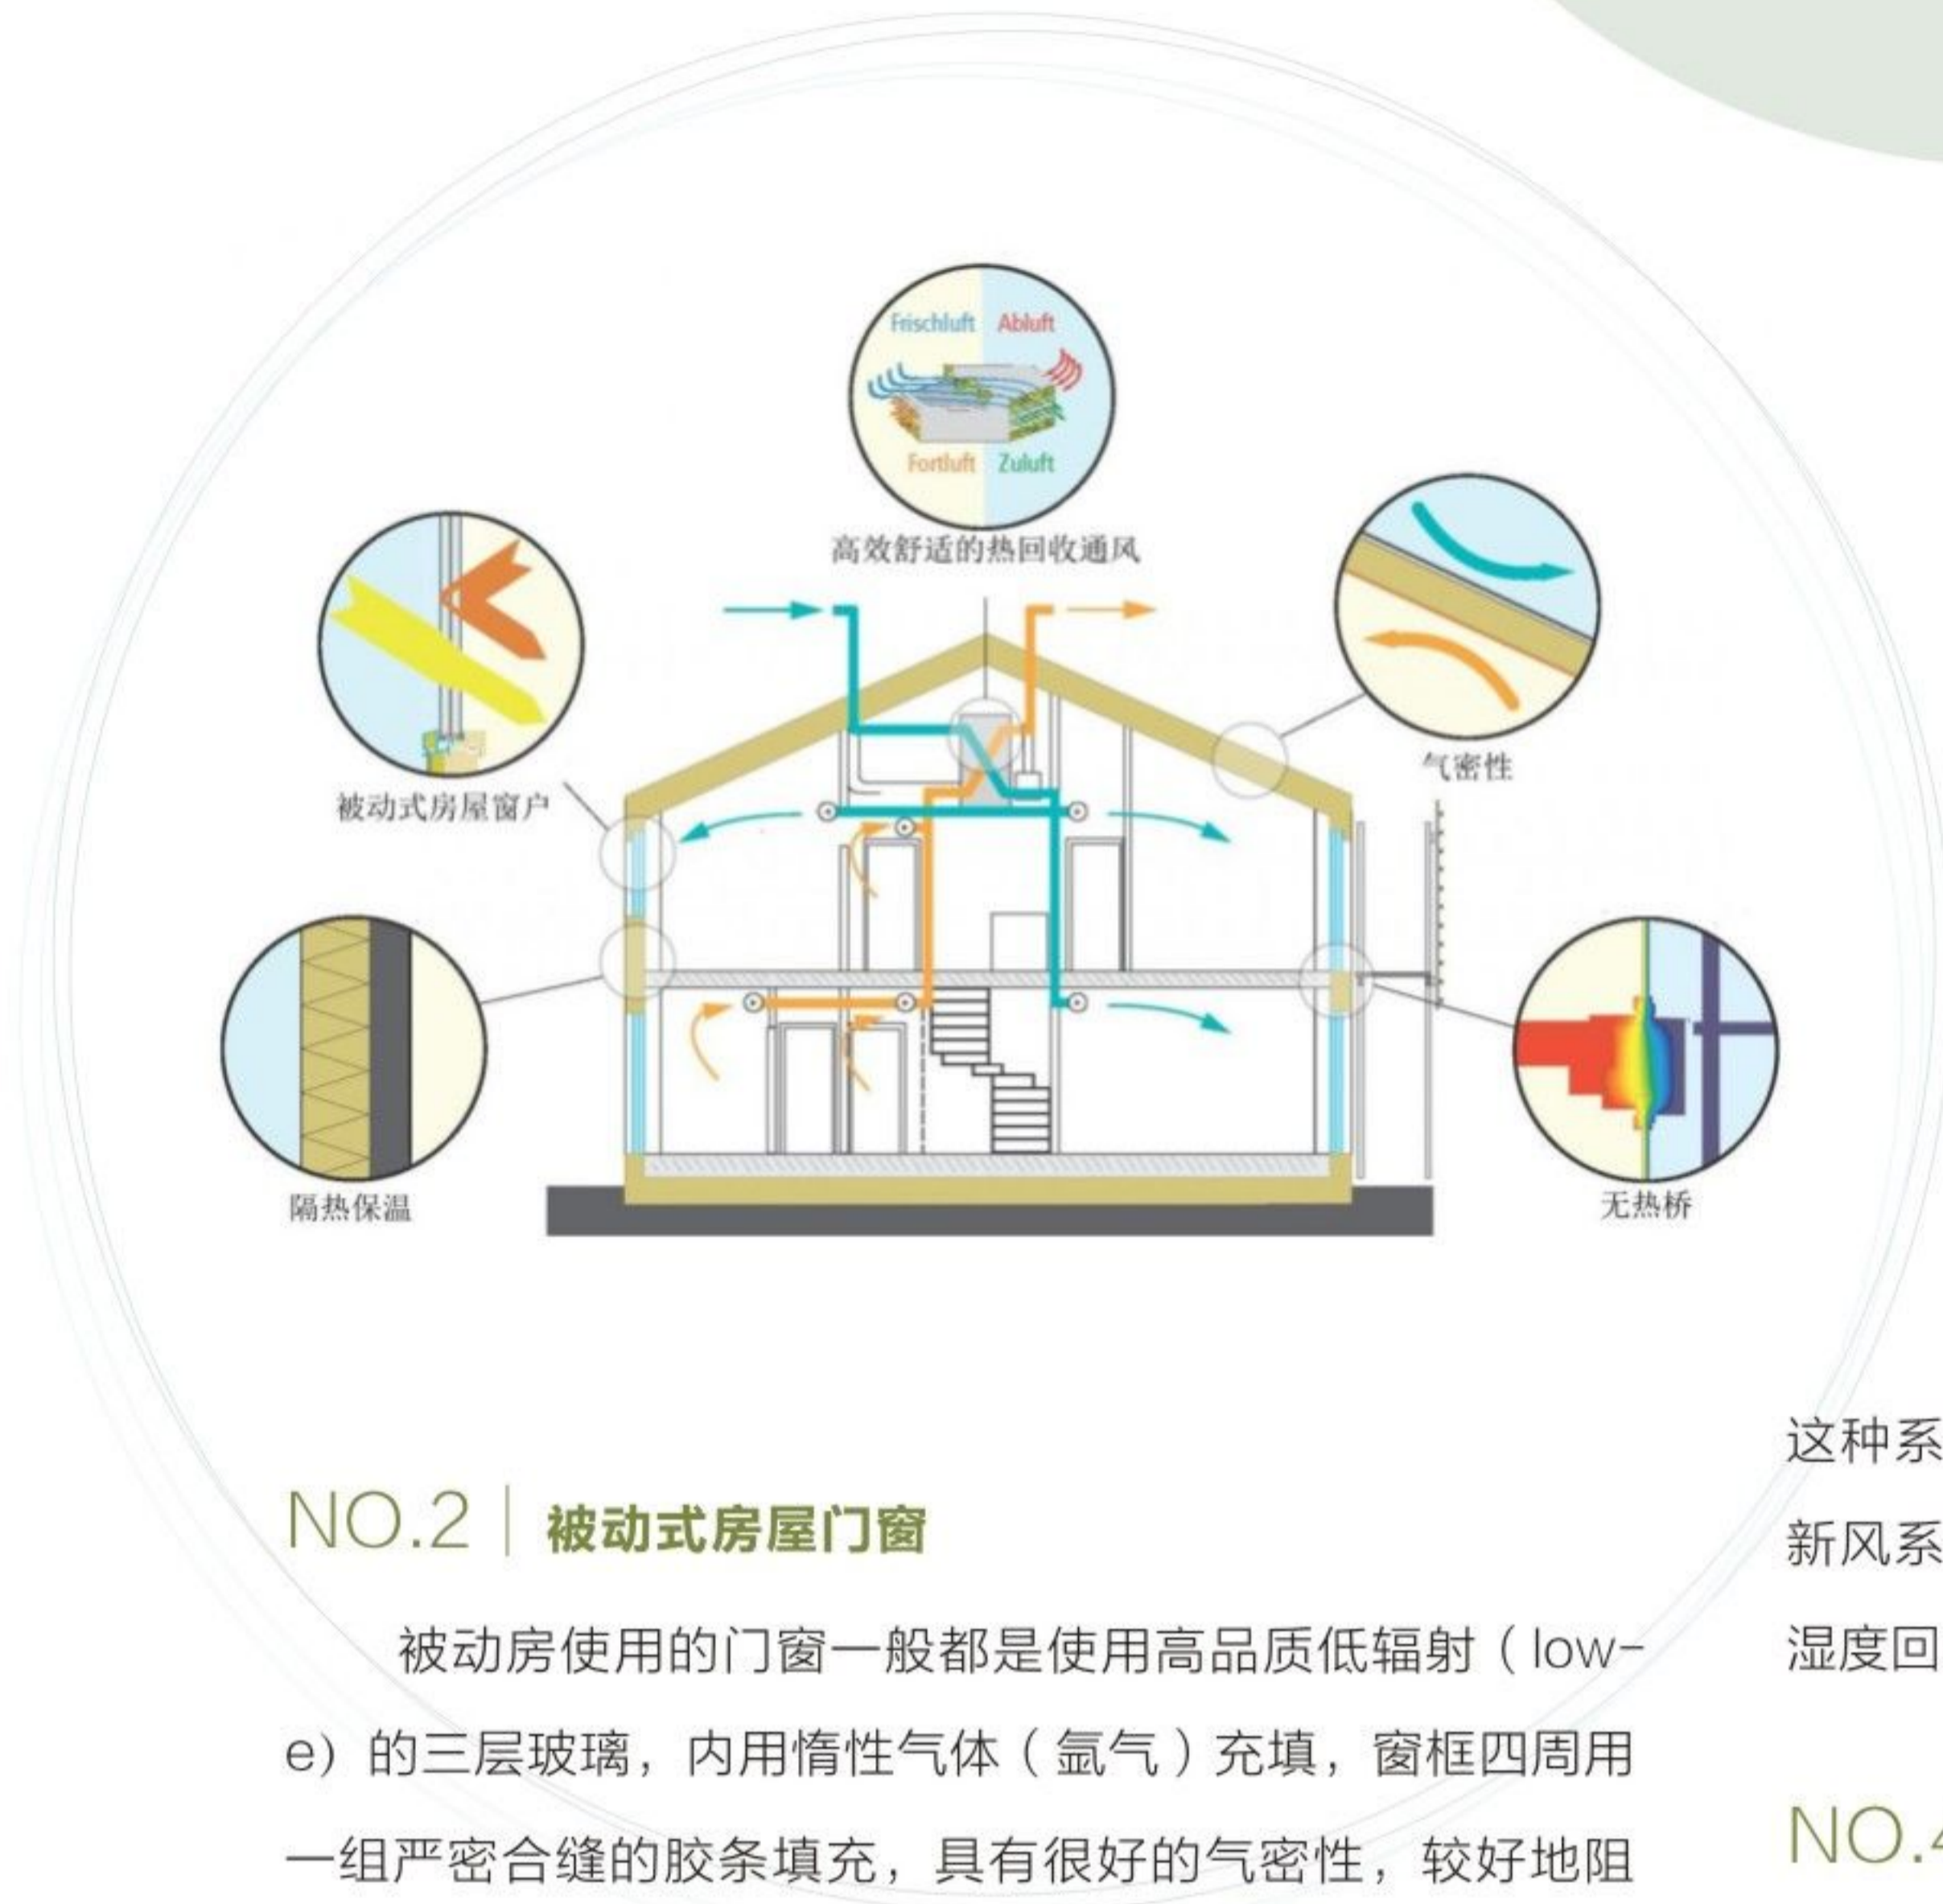 Frischluft Abluft
Fortluft Zuluft
高效舒适的热回收通风
被动式房屋窗户
气密性
隔热保温
无热桥
NO.2 | 被动式房屋门窗
被动房使用的门窗一般都是使用高品质低辐射（low-
e）的三层玻璃，内用惰性气体（氩气）充填，窗框四周用
一组严密合缝的胶条填充，具有很好的气密性，较好地阻
这种系
新风系
湿度回
NO.4